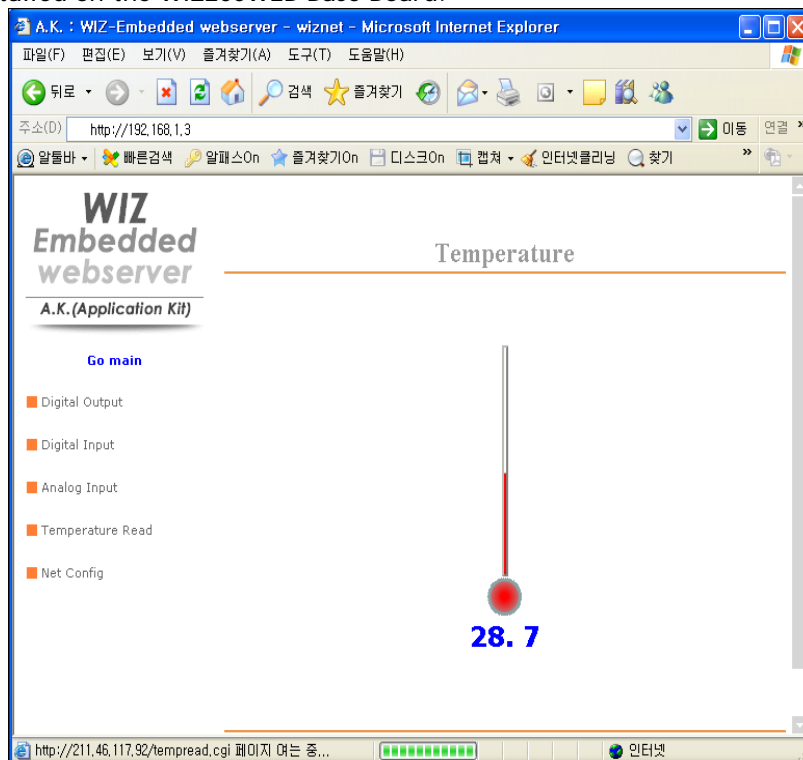 A.K. : WIZ-Embedded webserver - wiznet - Microsoft Internet Explorer
파일(F) 편집(E) 보기(V) 즐겨찾기(A) 도구(T) 도움말(H)
뒤로 검색 즐겨찾기
주소(D) http://192,168,1,3 이동 연결 »
알툴바 빠른검색 알패스On 즐겨찾기On 디스크On 캡쳐 인터넷클리닝 찾기 »
WIZ
Embedded
webserver
A.K.(Application Kit)
Go main
Digital Output
Digital Input
Analog Input
Temperature Read
Net Config
Temperature
28. 7
http://211,46,117,92/tempread,cgi 페이지 여는 중... 인터넷